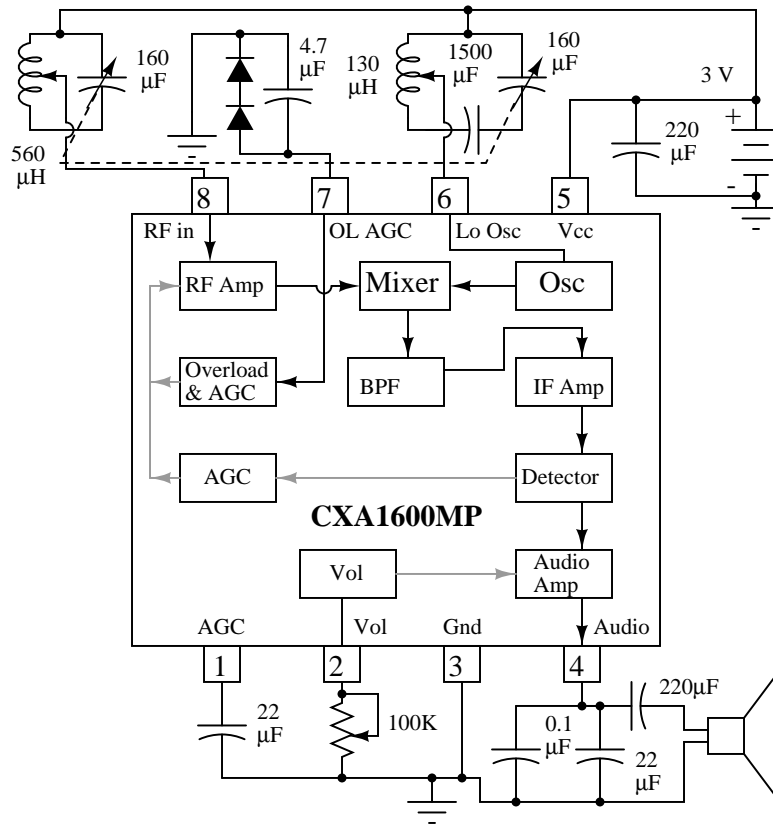 160
μF
4.7
μF
130
μH
1500
μF
160
μF
3 V
220
μF
+
-
560
μH
8
7
6
5
RF in
OL AGC
Lo Osc
Vcc
RF Amp
Mixer
Osc
Overload
& AGC
BPF
IF Amp
AGC
Detector
CXA1600MP
Vol
Audio
Amp
AGC
Vol
Gnd
Audio
1
2
3
4
22
μF
100K
0.1
μF
22
μF
220μF